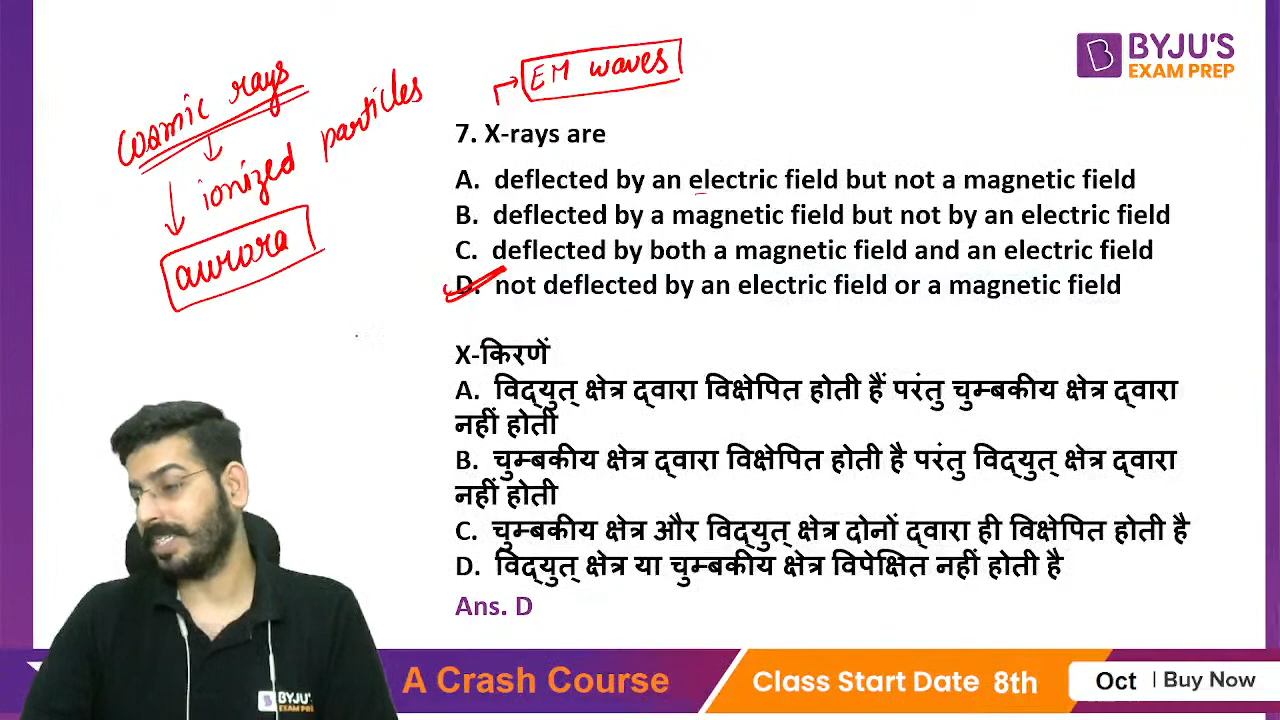 BYJU'S
EXAM PREP
EM waves
cosmic rays
ionized particles
aurora
7. X-rays are
A. deflected by an electric field but not a magnetic field
B. deflected by a magnetic field but not by an electric field
C. deflected by both a magnetic field and an electric field
D. not deflected by an electric field or a magnetic field
X-किरणें
A. विद्युत् क्षेत्र द्वारा विक्षेपित होती हैं परंतु चुम्बकीय क्षेत्र द्वारा
नहीं होती
B. चुम्बकीय क्षेत्र द्वारा विक्षेपित होती है परंतु विद्युत् क्षेत्र द्वारा
नहीं होती
C. चुम्बकीय क्षेत्र और विद्युत् क्षेत्र दोनों द्वारा ही विक्षेपित होती है
D. विद्युत् क्षेत्र या चुम्बकीय क्षेत्र विपेक्षित नहीं होती है
Ans. D
BYJU'S
EXAM PREP
A Crash Course
Class Start Date 8th Oct | Buy Now